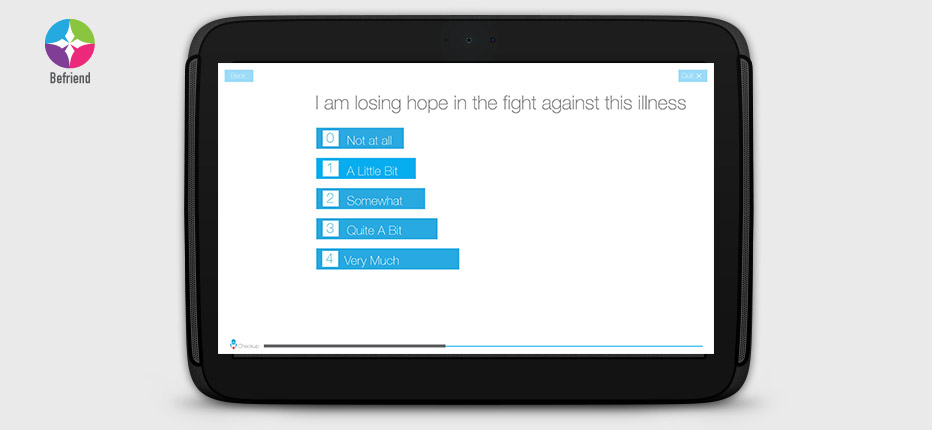 Befriend
Back
Quit X
I am losing hope in the fight against this illness
0 Not at all
1 A Little Bit
2 Somewhat
3 Quite A Bit
4 Very Much
Checkup